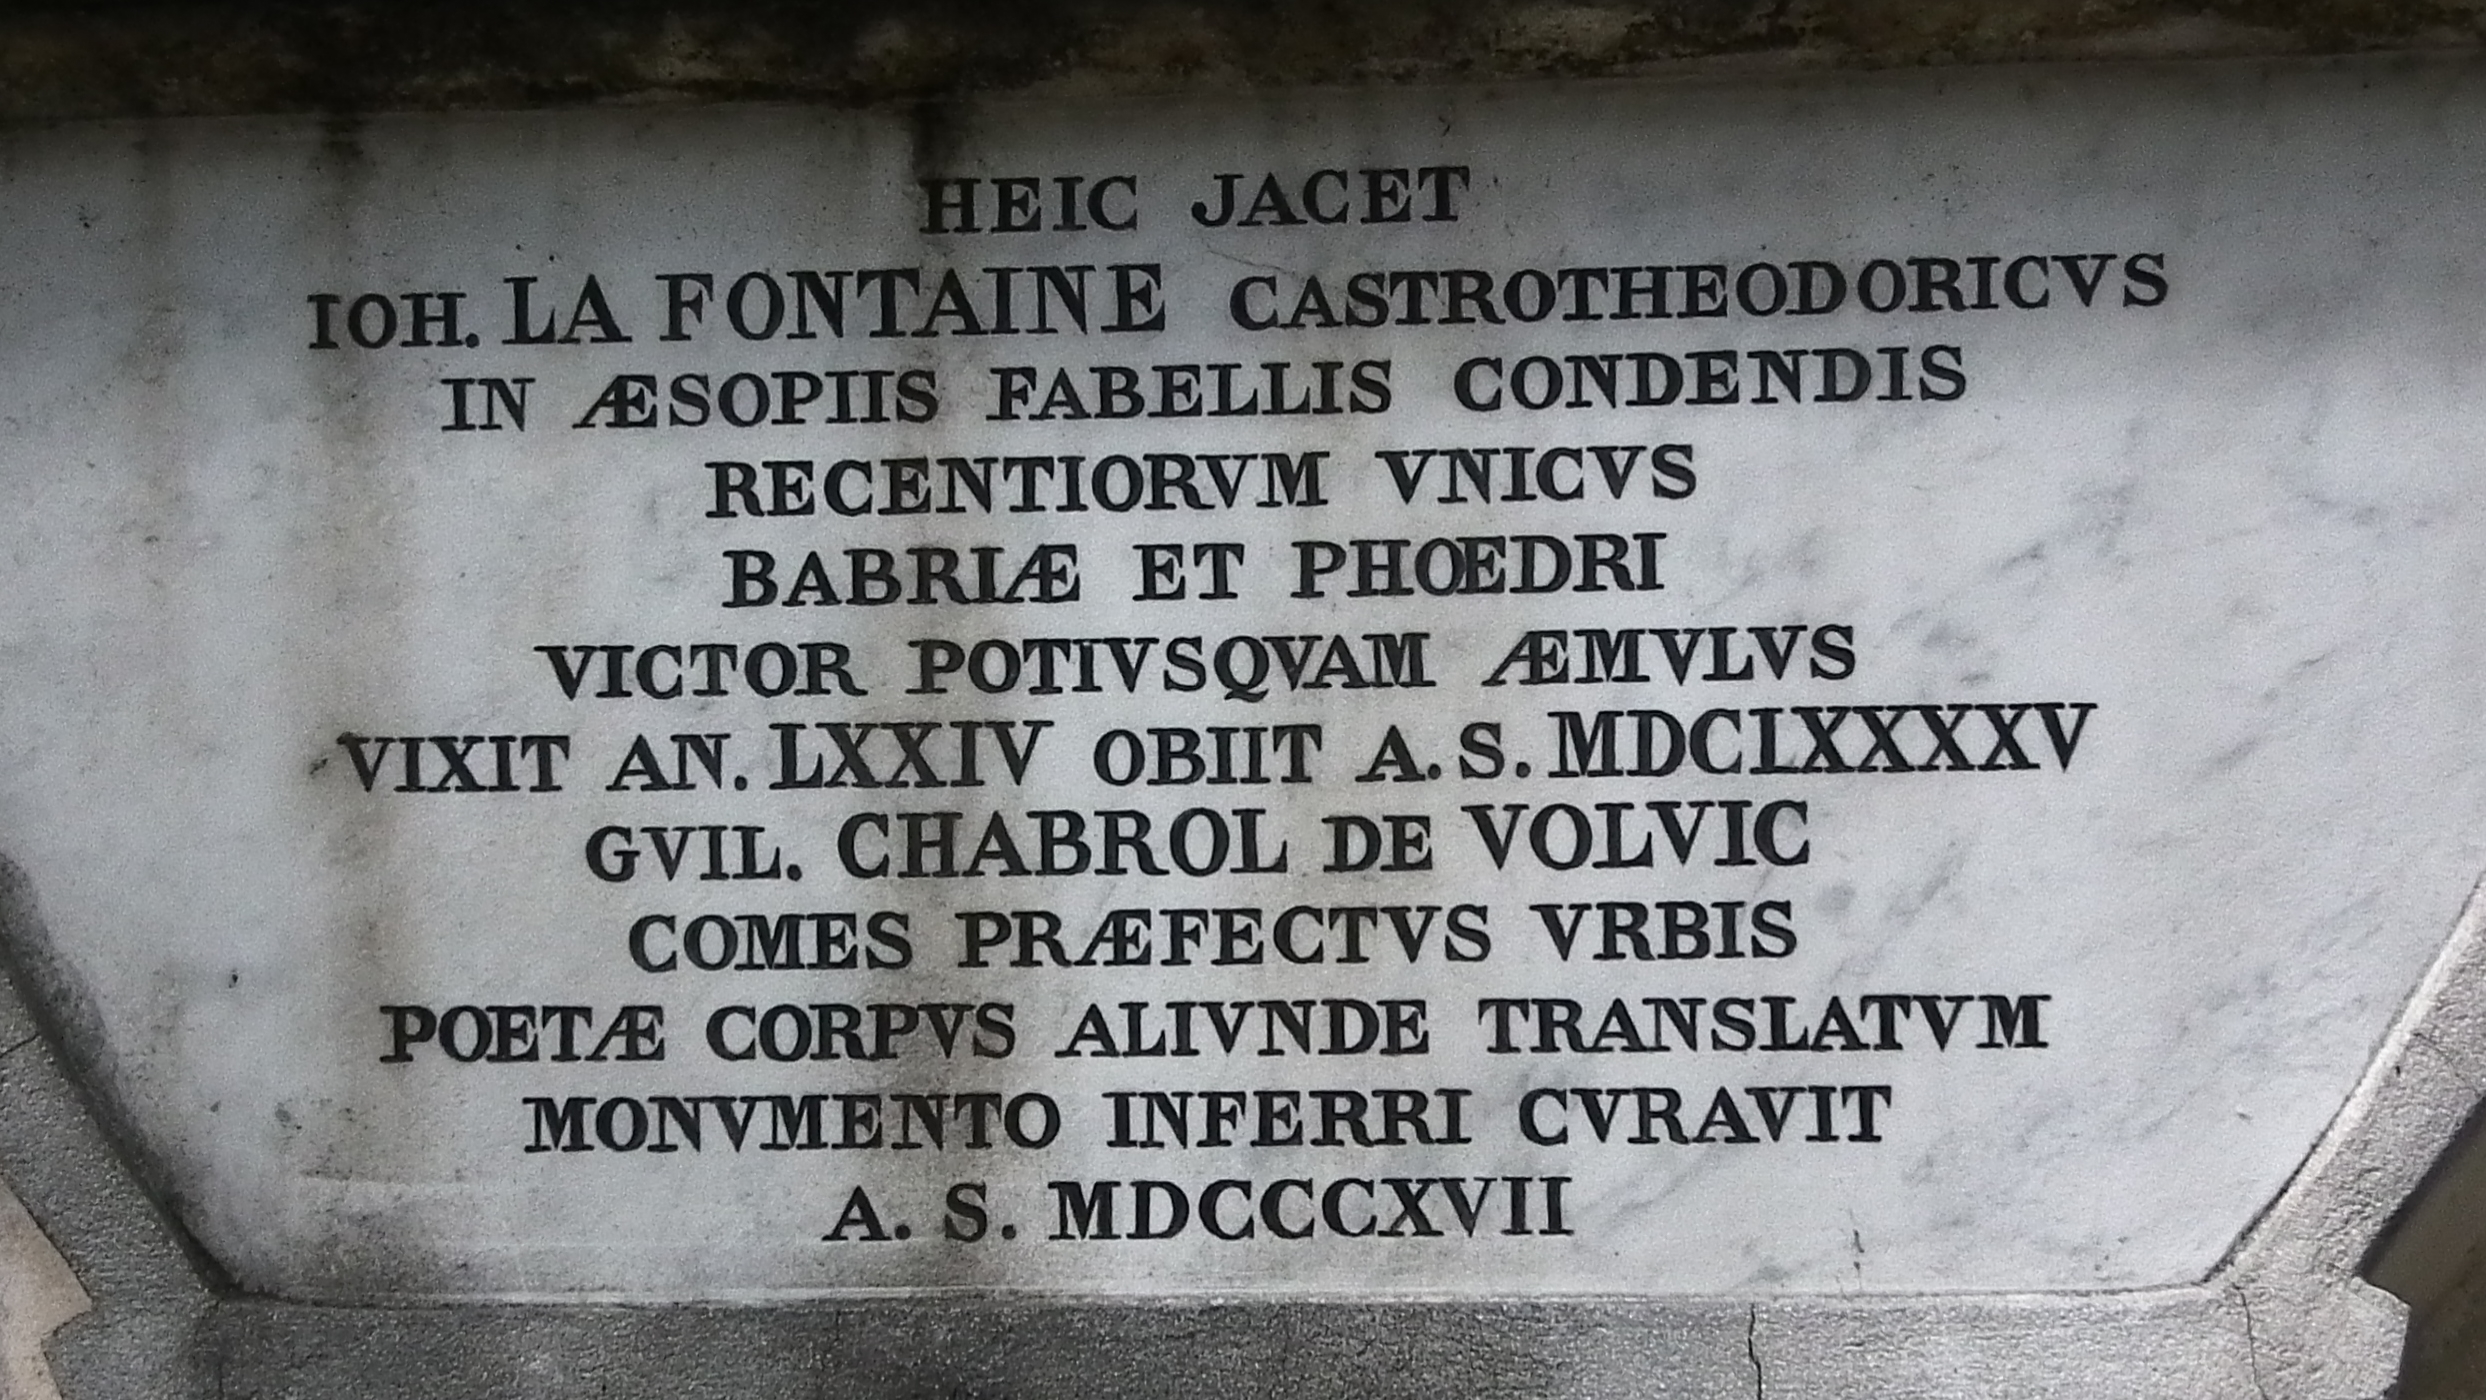 HEIC JACET
IOH. LA FONTAINE CASTROTHEODORICVS
IN ÆSOPIIS FABELLIS CONDENDIS
RECENTIORVM VNICVS
BABRIÆ ET PHŒDRI
VICTOR POTIVSQVAM ÆMVLVS
VIXIT AN. LXXIV OBIIT A. S. MDCLXXXXV
GVIL. CHABROL DE VOLVIC
COMES PRÆFECTVS VRBIS
POETÆ CORPVS ALIVNDE TRANSLATVM
MONVMENTO INFERRI CVRAVIT
A. S. MDCCCXVII